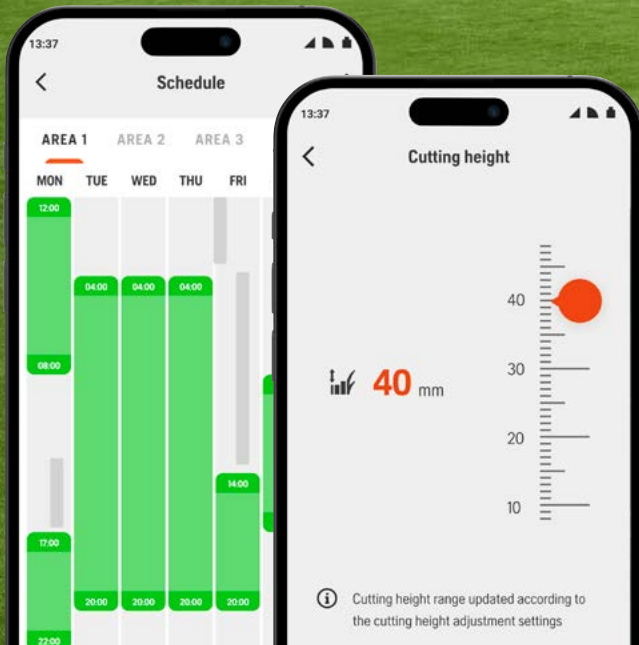 13:37
Schedule
AREA 1 AREA 2 AREA 3
MON TUE WED THU FRI
12:00
04:00 04:00 04:00
08:00
14:00
17:00
20:00 20:00 20:00 20:00
22:00
13:37
Cutting height
40
30
40 mm
20
10
Cutting height range updated according to
the cutting height adjustment settings